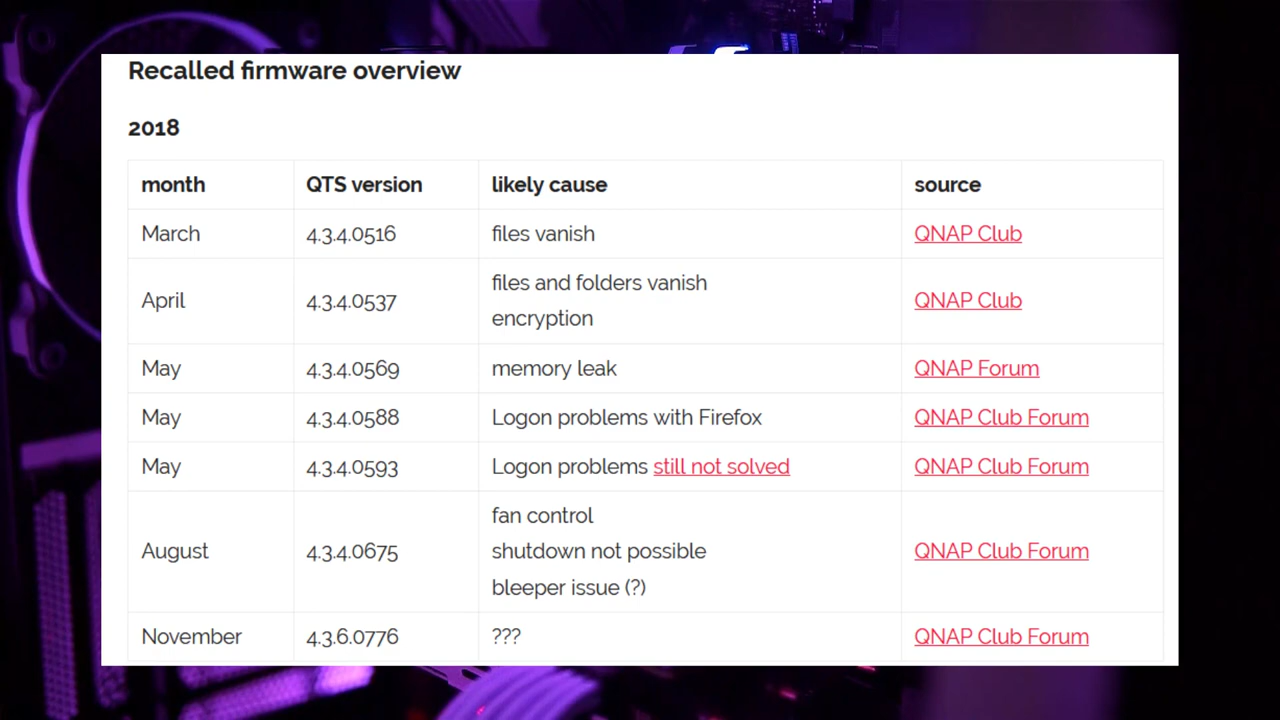 Recalled firmware overview
2018
month QTS version likely cause source
March 4.3.4.0516 files vanish QNAP Club
April 4.3.4.0537 files and folders vanish QNAP Club
encryption
May 4.3.4.0569 memory leak QNAP Forum
May 4.3.4.0588 Logon problems with Firefox QNAP Club Forum
May 4.3.4.0593 Logon problems still not solved QNAP Club Forum
fan control
August 4.3.4.0675 shutdown not possible QNAP Club Forum
bleeper issue (?)
November 4.3.6.0776 ??? QNAP Club Forum